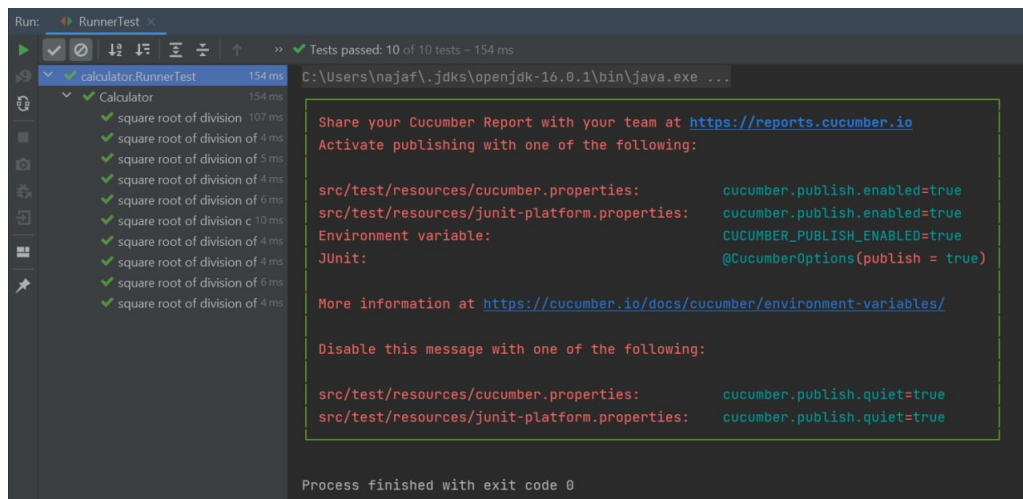 Run: RunnerTest
Tests passed: 10 of 10 tests – 154 ms
calculator.RunnerTest 154 ms
Calculator 154 ms
square root of division 107 ms
square root of division of 4 ms
square root of division of 5 ms
square root of division of 4 ms
square root of division of 6 ms
square root of division c 10 ms
square root of division of 4 ms
square root of division of 4 ms
square root of division of 6 ms
square root of division of 4 ms
C:\Users\najaf\.jdks\openjdk-16.0.1\bin\java.exe ...
Share your Cucumber Report with your team at https://reports.cucumber.io
Activate publishing with one of the following:
src/test/resources/cucumber.properties: cucumber.publish.enabled=true
src/test/resources/junit-platform.properties: cucumber.publish.enabled=true
Environment variable: CUCUMBER_PUBLISH_ENABLED=true
JUnit: @CucumberOptions(publish = true)
More information at https://cucumber.io/docs/cucumber/environment-variables/
Disable this message with one of the following:
src/test/resources/cucumber.properties: cucumber.publish.quiet=true
src/test/resources/junit-platform.properties: cucumber.publish.quiet=true
Process finished with exit code 0